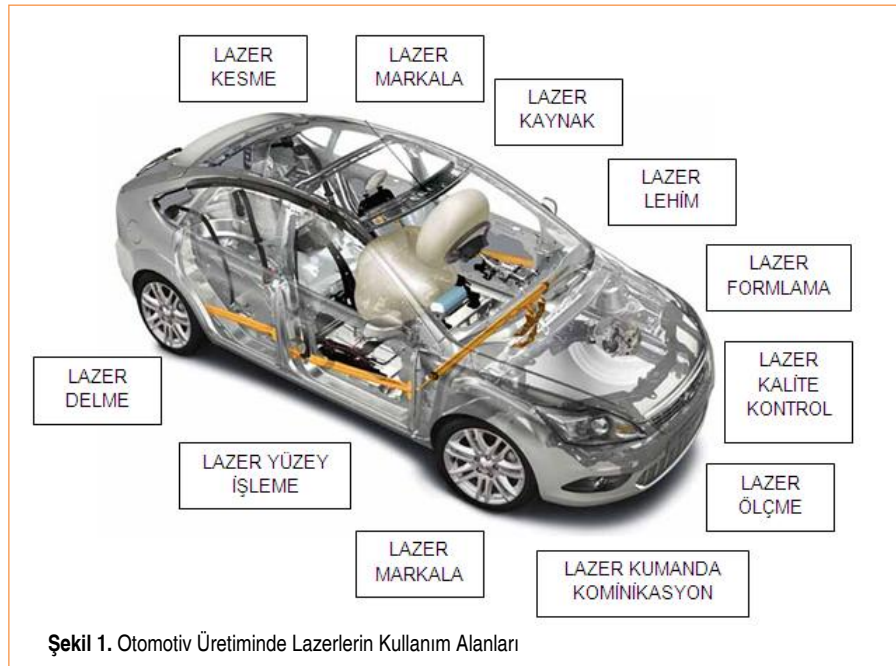 LAZER
KESME
LAZER
MARKALA
LAZER
KAYNAK
LAZER
LEHİM
LAZER
FORMLAMA
LAZER
KALİTE
KONTROL
LAZER
DELME
LAZER YÜZEY
İŞLEME
LAZER
ÖLÇME
LAZER
MARKALA
LAZER KUMANDA
KOMİNİKASYON
Şekil 1. Otomotiv Üretiminde Lazerlerin Kullanım Alanları